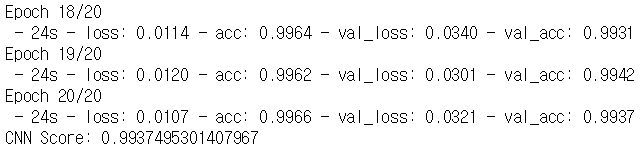 Epoch 18/20
 - 24s - loss: 0.0114 - acc: 0.9964 - val_loss: 0.0340 - val_acc: 0.9931
Epoch 19/20
 - 24s - loss: 0.0120 - acc: 0.9962 - val_loss: 0.0301 - val_acc: 0.9942
Epoch 20/20
 - 24s - loss: 0.0107 - acc: 0.9966 - val_loss: 0.0321 - val_acc: 0.9937
CNN Score: 0.9937495301407967